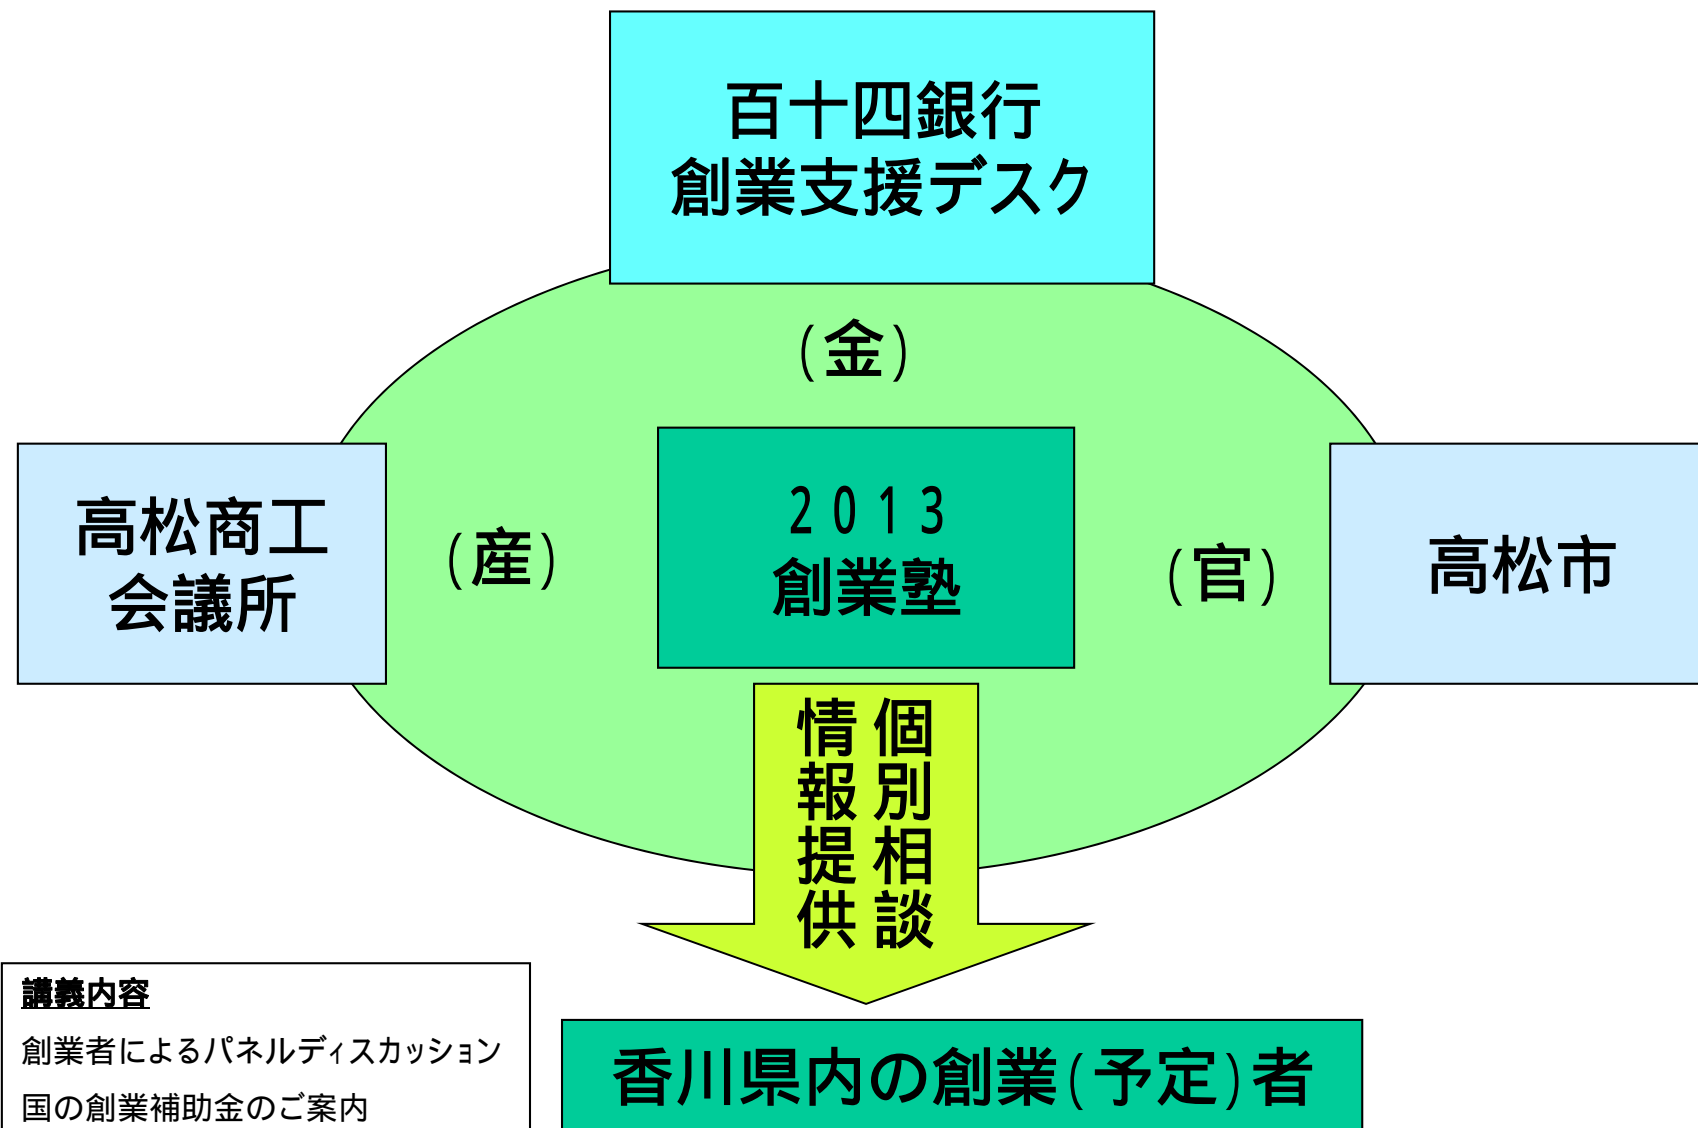 百十四銀行
創業支援デスク
(金)
高松商工
会議所
(産)
２０１３
創業塾
(官)
高松市
個別相談
情報提供
講義内容
創業者によるパネルディスカッション
国の創業補助金のご案内
香川県内の創業(予定)者